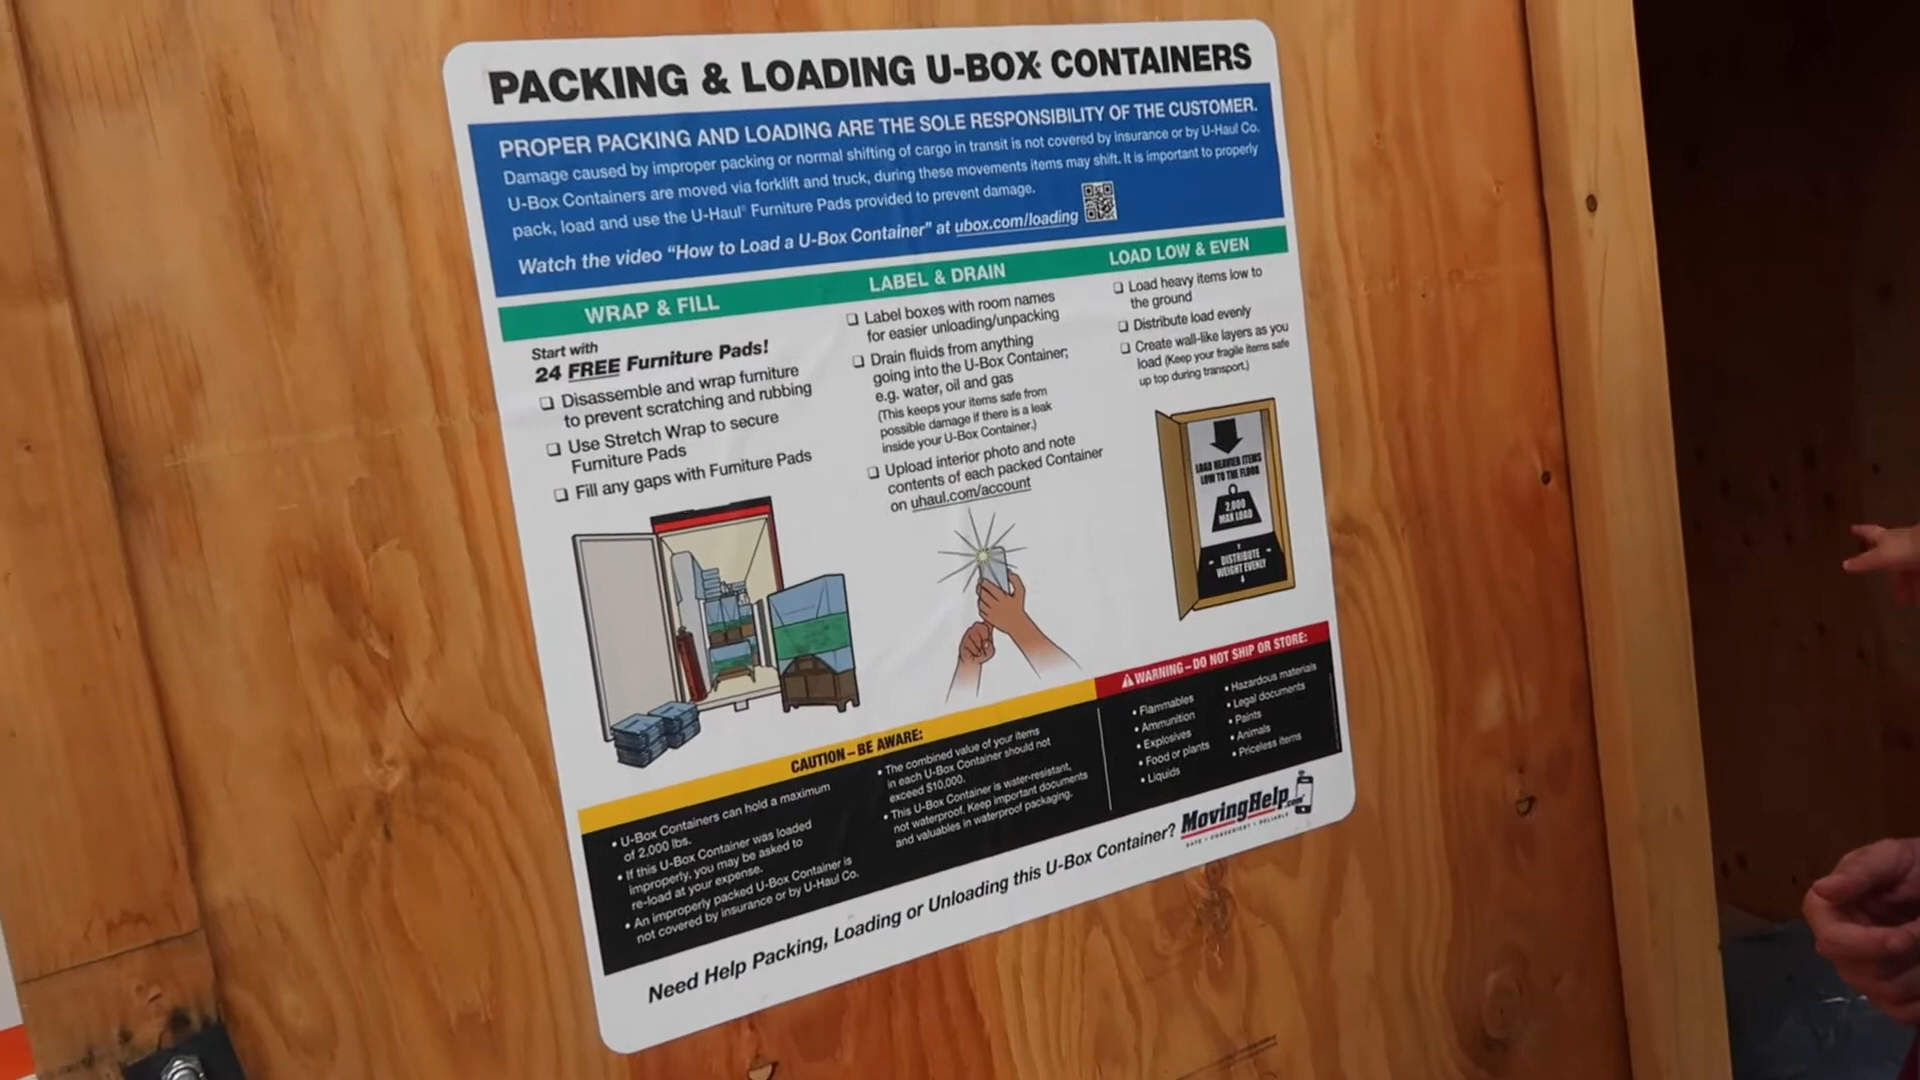 PACKING & LOADING U-BOX CONTAINERS
PROPER PACKING AND LOADING ARE THE SOLE RESPONSIBILITY OF THE CUSTOMER.
Damage caused by improper packing or normal shifting of cargo in transit is not covered by insurance or by U-Haul Co.
U-Box Containers are moved via forklift and truck, during these movements items may shift. It is important to properly
pack, load and use the U-Haul® Furniture Pads provided to prevent damage.
Watch the video “How to Load a U-Box Container” at ubox.com/loading
WRAP & FILL
Start with
24 FREE Furniture Pads!
❑ Disassemble and wrap furniture
to prevent scratching and rubbing
❑ Use Stretch Wrap to secure
Furniture Pads
❑ Fill any gaps with Furniture Pads
LABEL & DRAIN
❑ Label boxes with room names
for easier unloading/unpacking
❑ Drain fluids from anything
going into the U-Box Container;
e.g. water, oil and gas
(This keeps your items safe from
possible damage if there is a leak
inside your U-Box Container.)
❑ Upload interior photo and note
contents of each packed Container
on uhaul.com/account
LOAD LOW & EVEN
❑ Load heavy items low to
the ground
❑ Distribute load evenly
❑ Create wall-like layers as you
load (Keep your fragile items safe
up top during transport.)
LOAD HEAVIER ITEMS
LOW TO THE FLOOR
2,000
MAX LOAD
DISTRIBUTE
WEIGHT EVENLY
CAUTION – BE AWARE:
• U-Box Containers can hold a maximum
of 2,000 lbs.
• If this U-Box Container was loaded
improperly, you may be asked to
re-load at your expense.
• An improperly packed U-Box Container is
not covered by insurance or by U-Haul Co.
• The combined value of your items
in each U-Box Container should not
exceed $10,000.
• This U-Box Container is water-resistant,
not waterproof. Keep important documents
and valuables in waterproof packaging.
⚠ WARNING – DO NOT SHIP OR STORE:
• Flammables
• Ammunition
• Explosives
• Food or plants
• Liquids
• Hazardous materials
• Legal documents
• Paints
• Animals
• Priceless items
Need Help Packing, Loading or Unloading this U-Box Container?
MovingHelp.com
SAFE • CONVENIENT • RELIABLE